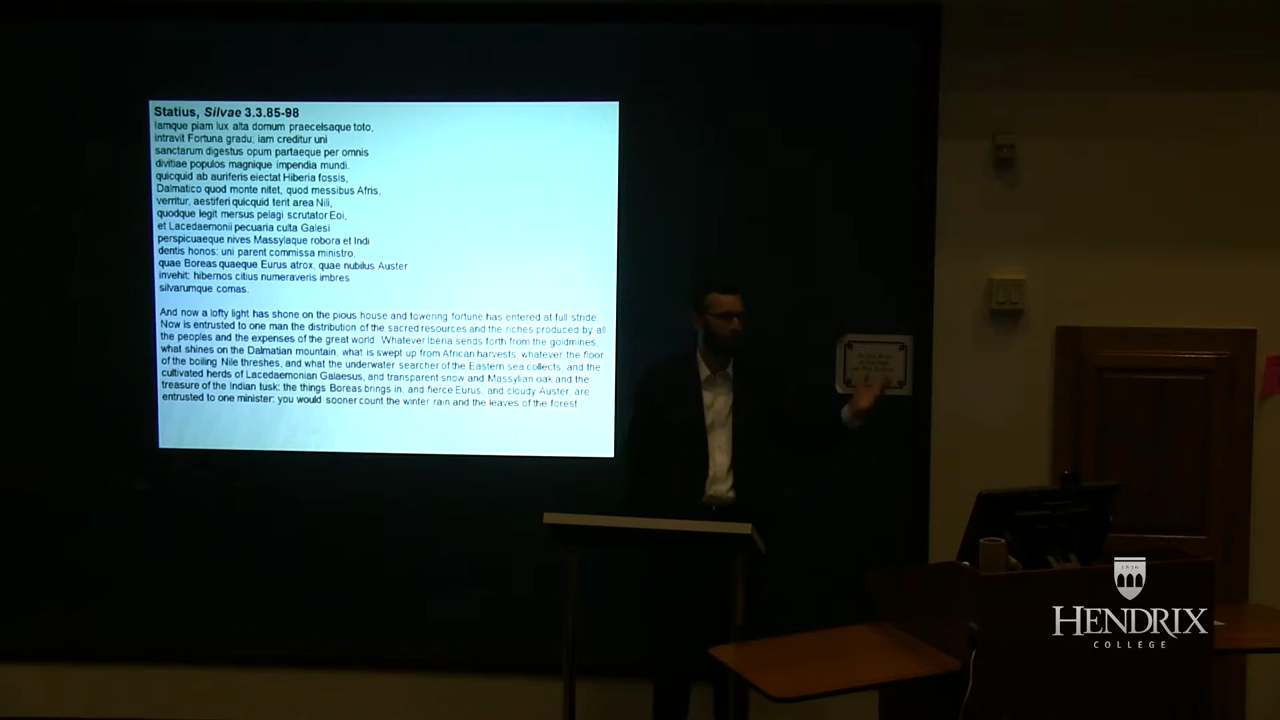 Statius, Silvae 3.3.85-98
Iamque piam lux alta domum praecelsaque toto,
intravit Fortuna gradu; iam creditur uni
sanctarum digestus opum partaeque per omnis
divitiae populos magnique impendia mundi.
quicquid ab auriferis eiectat Hiberia fossis,
Dalmatico quod monte nitet, quod messibus Afris,
verritur, aestiferi quicquid terit area Nili,
quodque legit mersus pelagi scrutator Eoi,
et Lacedaemonii pecuaria culta Galesi
perspicuaeque nives Massylaque robora et Indi
dentis honos: uni parent commissa ministro,
quae Boreas quaeque Eurus atrox, quae nubilus Auster
invehit: hibernos citius numeraveris imbres
silvarumque comas.
And now a lofty light has shone on the pious house and towering fortune has entered at full stride.
Now is entrusted to one man the distribution of the sacred resources and the riches produced by all
the peoples and the expenses of the great world. Whatever Iberia sends forth from the goldmines,
what shines on the Dalmatian mountain, what is swept up from African harvests, whatever the floor
of the boiling Nile threshes, and what the underwater searcher of the Eastern sea collects, and the
cultivated herds of Lacedaemonian Galaesus, and transparent snow and Massylian oak and the
treasure of the Indian tusk: the things Boreas brings in, and fierce Eurus, and cloudy Auster, are
entrusted to one minister: you would sooner count the winter rain and the leaves of the forest.
1876
HENDRIX
COLLEGE